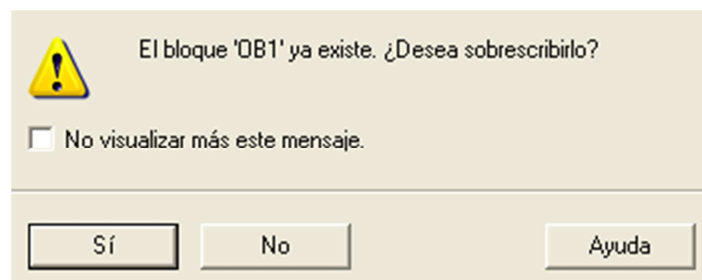 El bloque 'OB1' ya existe. ¿Desea sobrescribirlo?
No visualizar más este mensaje.
Sí
No
Ayuda